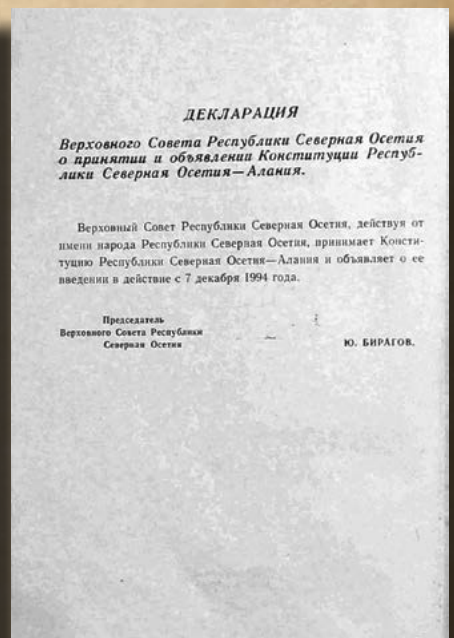 ДЕКЛАРАЦИЯ
Верховного Совета Республики Северная Осетия
о принятии и объявлении Конституции Респуб-
лики Северная Осетия—Алания.
Верховный Совет Республики Северная Осетия, действуя от
имени народа Республики Северная Осетия, принимает Консти-
туцию Республики Северная Осетия—Алания и объявляет о ее
введении в действие с 7 декабря 1994 года.
Председатель
Верховного Совета Республики
Северная Осетия
Ю. БИРАГОВ.